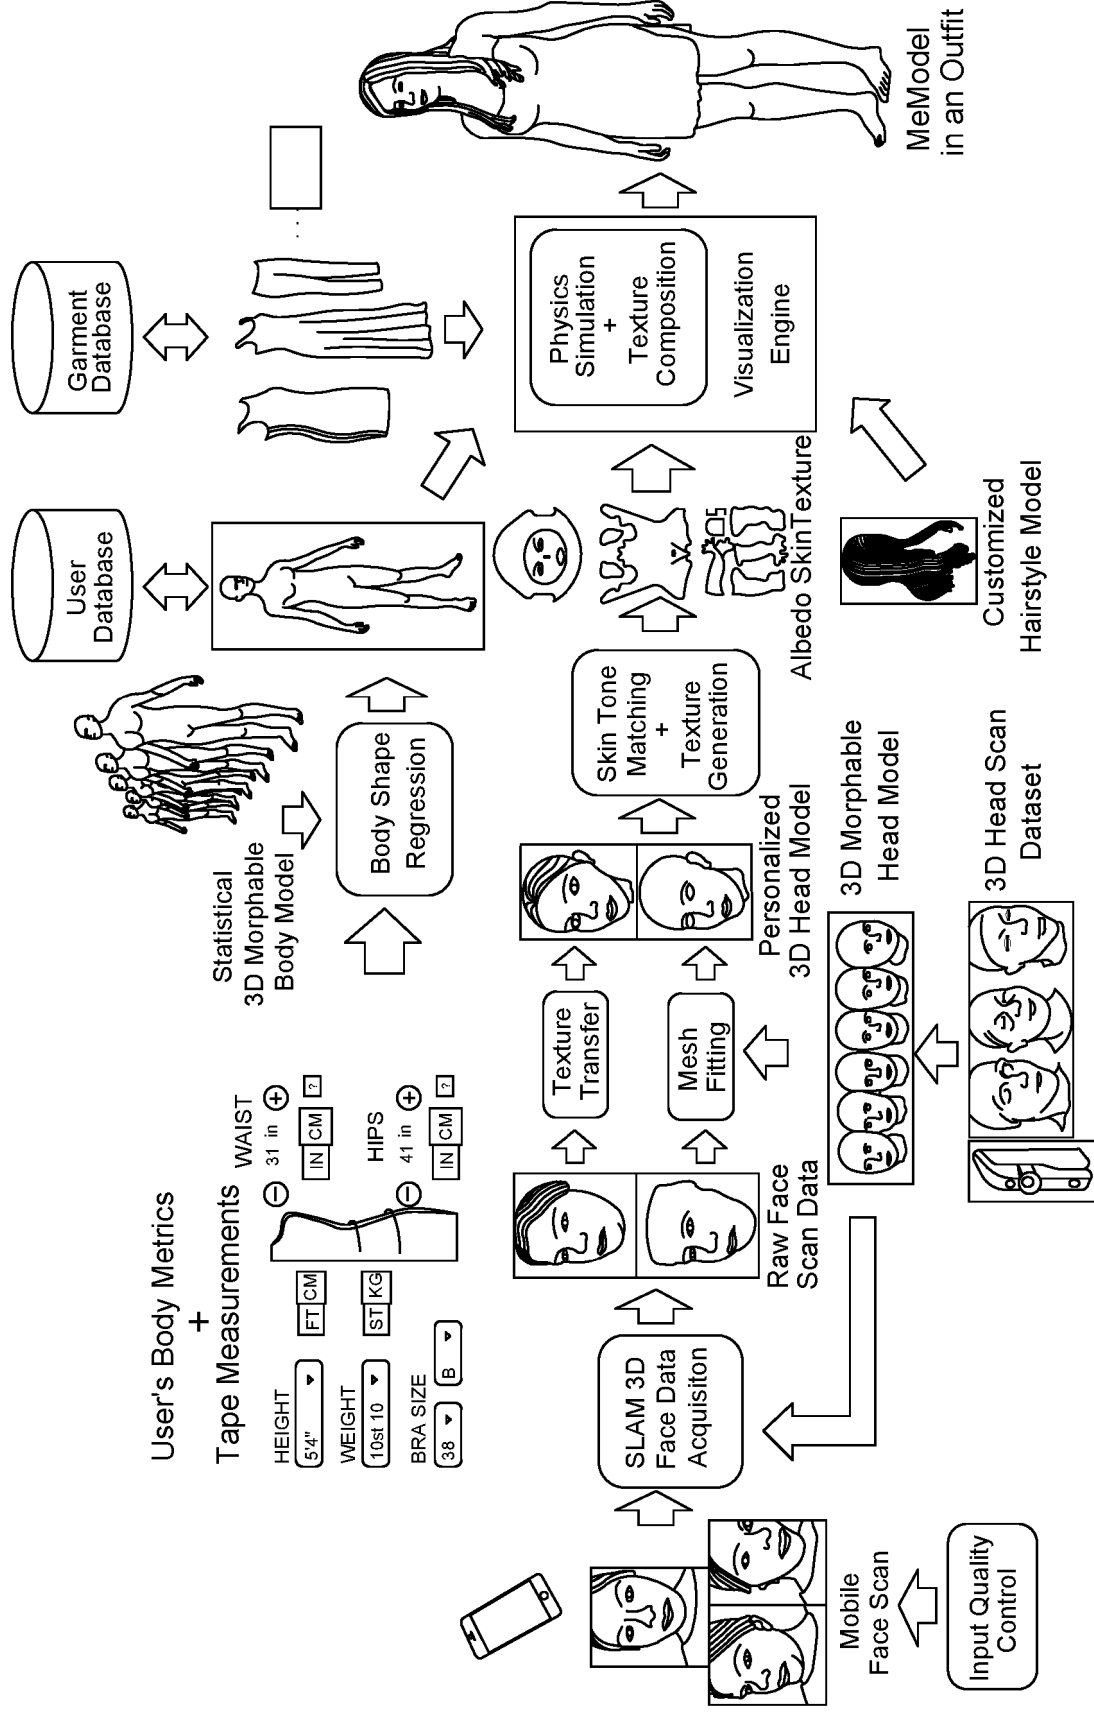 User's Body Metrics
+
Tape Measurements
HEIGHT
5'4"
FT CM
WEIGHT
10st 10
ST KG
BRA SIZE
38
B
WAIST
31 in
IN CM ?
HIPS
41 in
IN CM ?
Statistical
3D Morphable
Body Model
Body Shape
Regression
User
Database
Garment
Database
...
Mobile
Face Scan
Input Quality
Control
SLAM 3D
Face Data
Acquisiton
Raw Face
Scan Data
Texture
Transfer
Mesh
Fitting
Personalized
3D Head Model
Skin Tone
Matching
+
Texture
Generation
Albedo SkinTexture
Physics
Simulation
+
Texture
Composition
Visualization
Engine
MeModel
in an Outfit
3D Morphable
Head Model
3D Head Scan
Dataset
Customized
Hairstyle Model